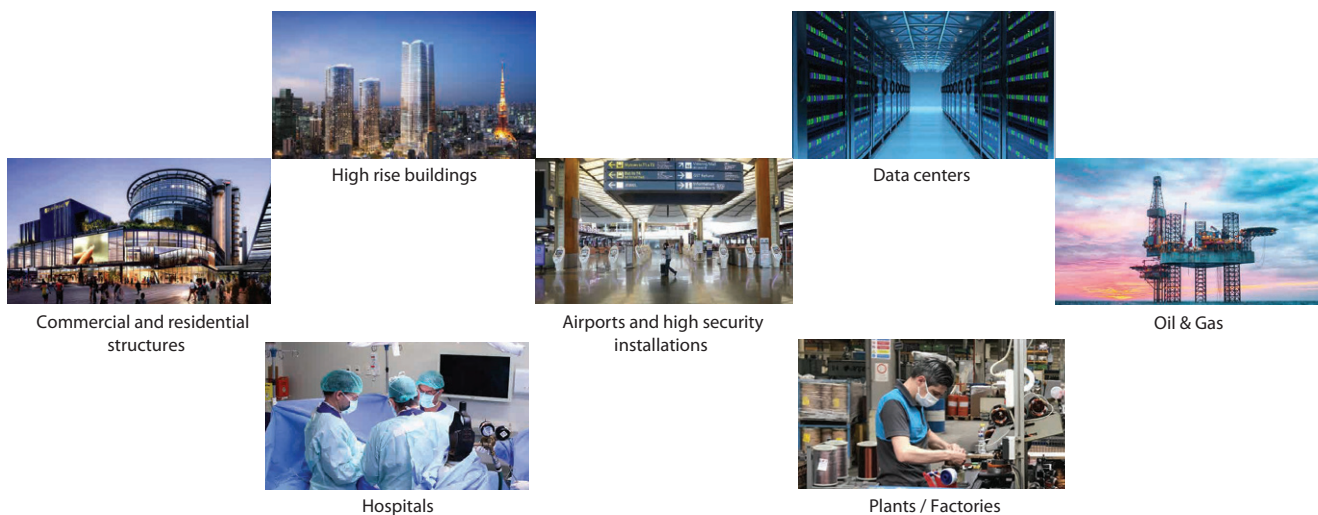 High rise buildings
Data centers
Commercial and residential
structures
Airports and high security
installations
Oil & Gas
Hospitals
Plants / Factories